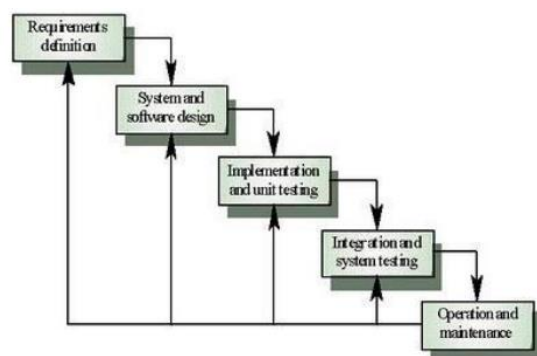 Requirements
definition
System and
software design
Implementation
and unit testing
Integration and
system testing
Operation and
maintenance